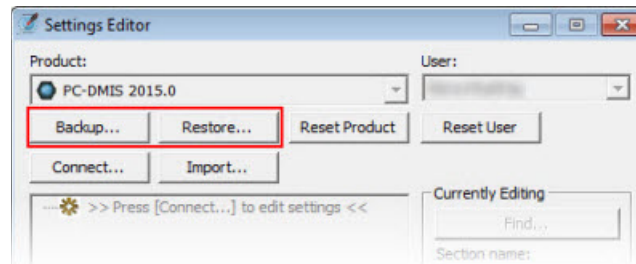 Settings Editor
Product: User:
PC-DMIS 2015.0
Backup... Restore... Reset Product Reset User
Connect... Import...
Currently Editing
>> Press [Connect...] to edit settings <<
Find...
Section name: